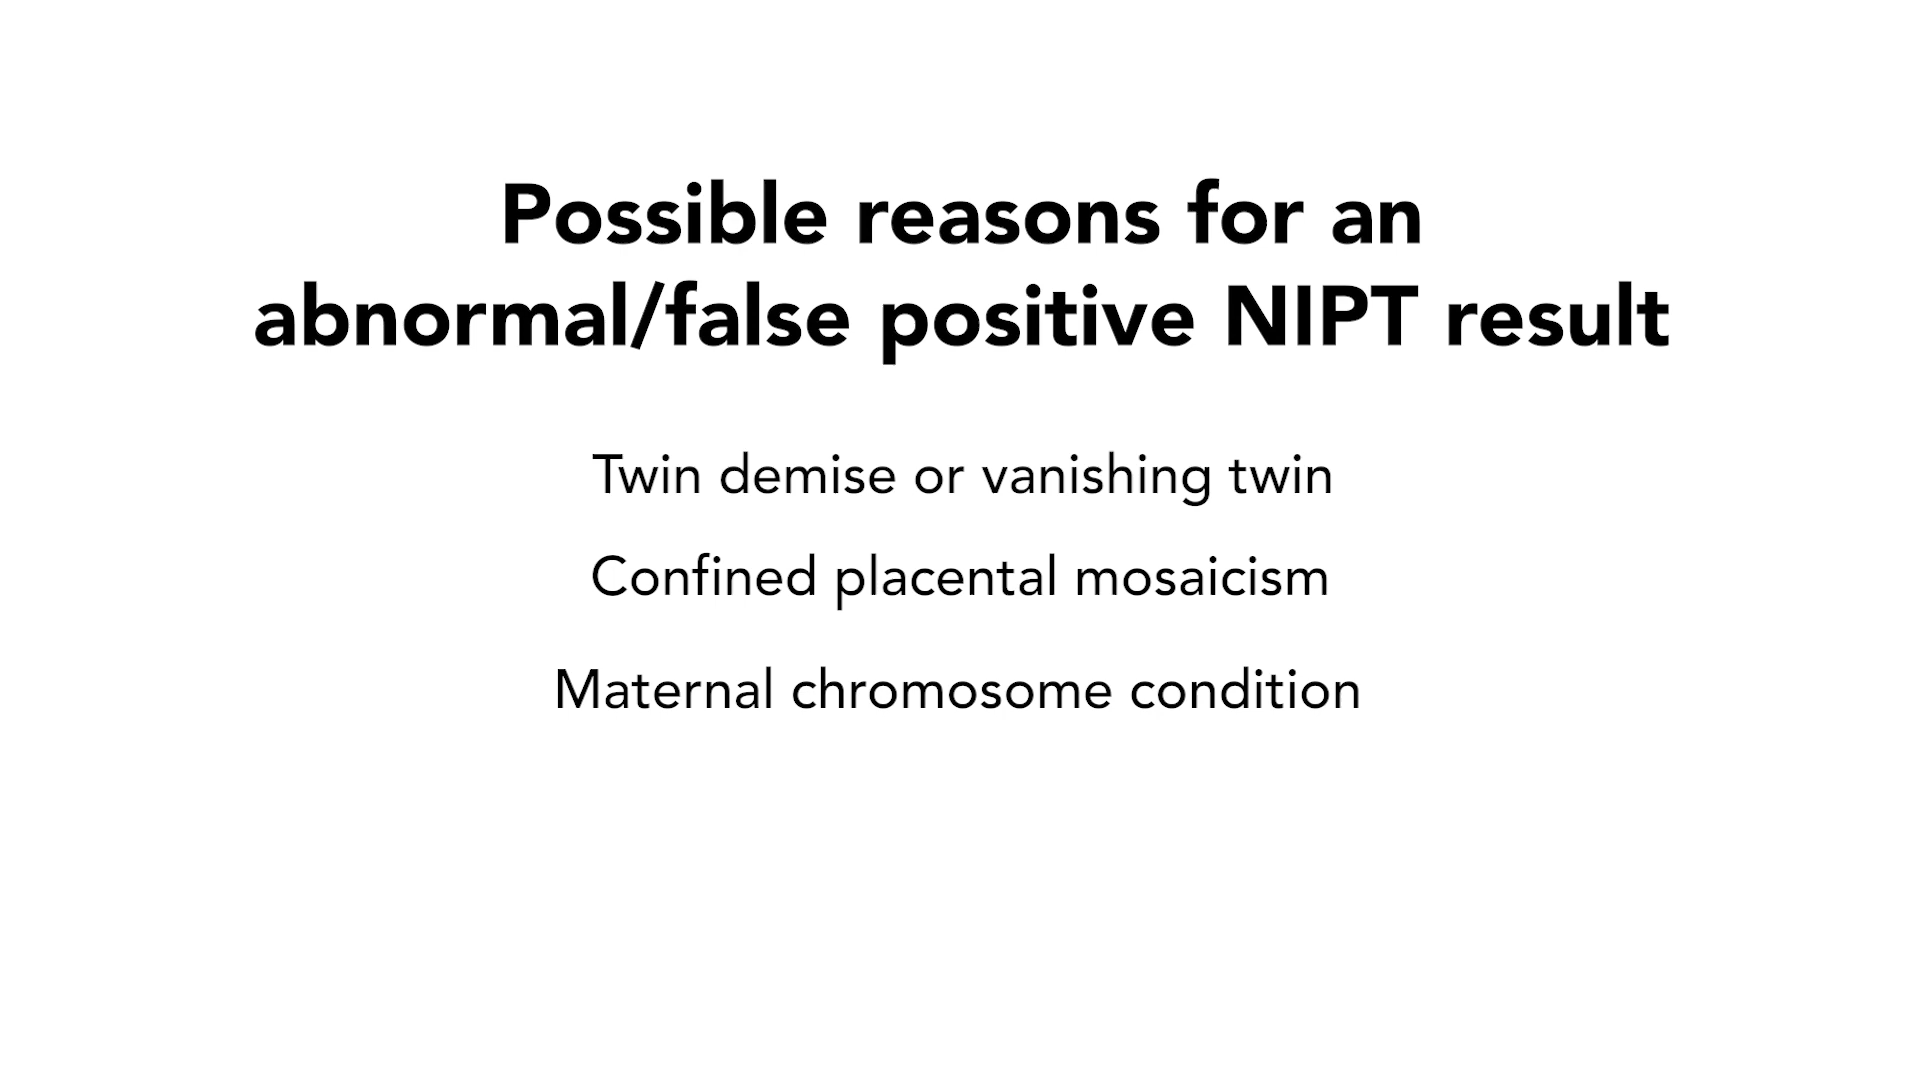 Possible reasons for an
abnormal/false positive NIPT result
Twin demise or vanishing twin
Confined placental mosaicism
Maternal chromosome condition